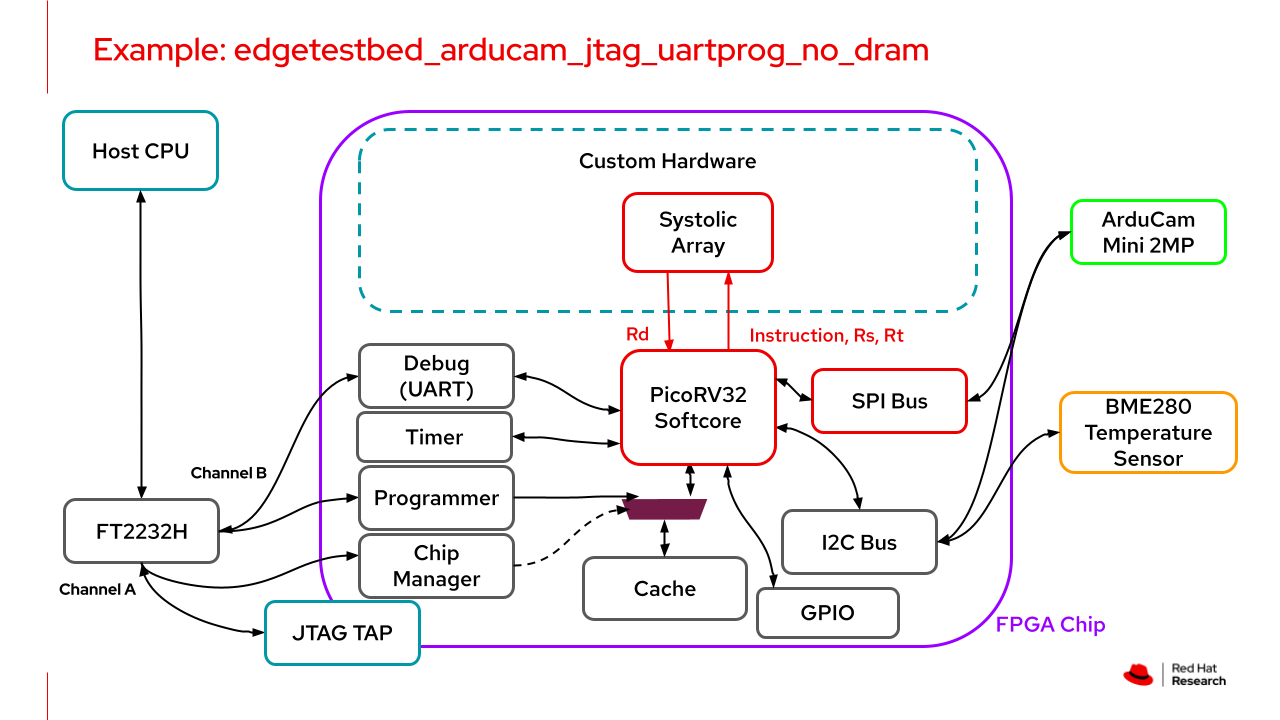 Example: edgetestbed_arducam_jtag_uartprog_no_dram
Host CPU
Custom Hardware
Systolic
Array
ArduCam
Mini 2MP
Rd
Instruction, Rs, Rt
Debug
(UART)
PicoRV32
Softcore
SPI Bus
BME280
Temperature
Sensor
Timer
Channel B
Programmer
FT2232H
I2C Bus
Chip
Manager
Channel A
Cache
GPIO
JTAG TAP
FPGA Chip
Red Hat
Research